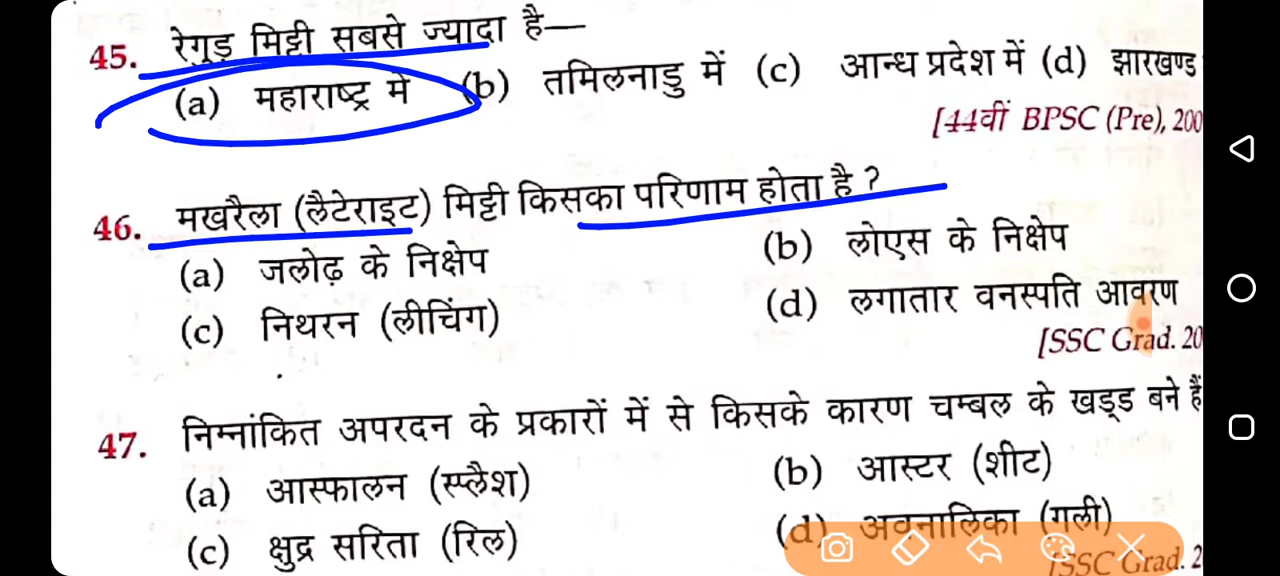 45. रेगुड़ मिट्टी सबसे ज्यादा है—
(a) महाराष्ट्र में (b) तमिलनाडु में (c) आन्ध प्रदेश में (d) झारखण्ड
[44वीं BPSC (Pre), 200
46. मखरैला (लैटेराइट) मिट्टी किसका परिणाम होता है ?
(a) जलोढ़ के निक्षेप (b) लोएस के निक्षेप
(c) निथरन (लीचिंग) (d) लगातार वनस्पति आवरण
[SSC Grad. 20
47. निम्नांकित अपरदन के प्रकारों में से किसके कारण चम्बल के खड्ड बने हैं
(a) आस्फालन (स्प्लैश) (b) आस्टर (शीट)
(c) क्षुद्र सरिता (रिल) (d) अवनालिका (गली)
[SSC Grad. 2